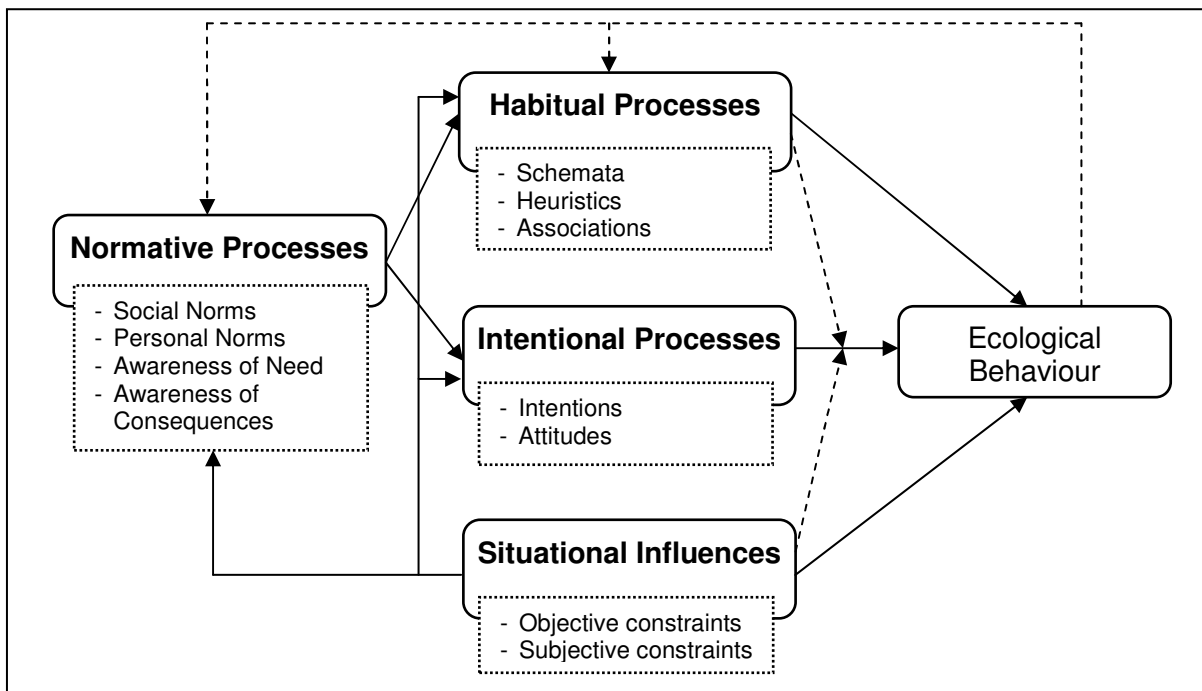 Habitual Processes
- Schemata
- Heuristics
- Associations
Normative Processes
- Social Norms
- Personal Norms
- Awareness of Need
- Awareness of
Consequences
Intentional Processes
- Intentions
- Attitudes
Ecological
Behaviour
Situational Influences
- Objective constraints
- Subjective constraints